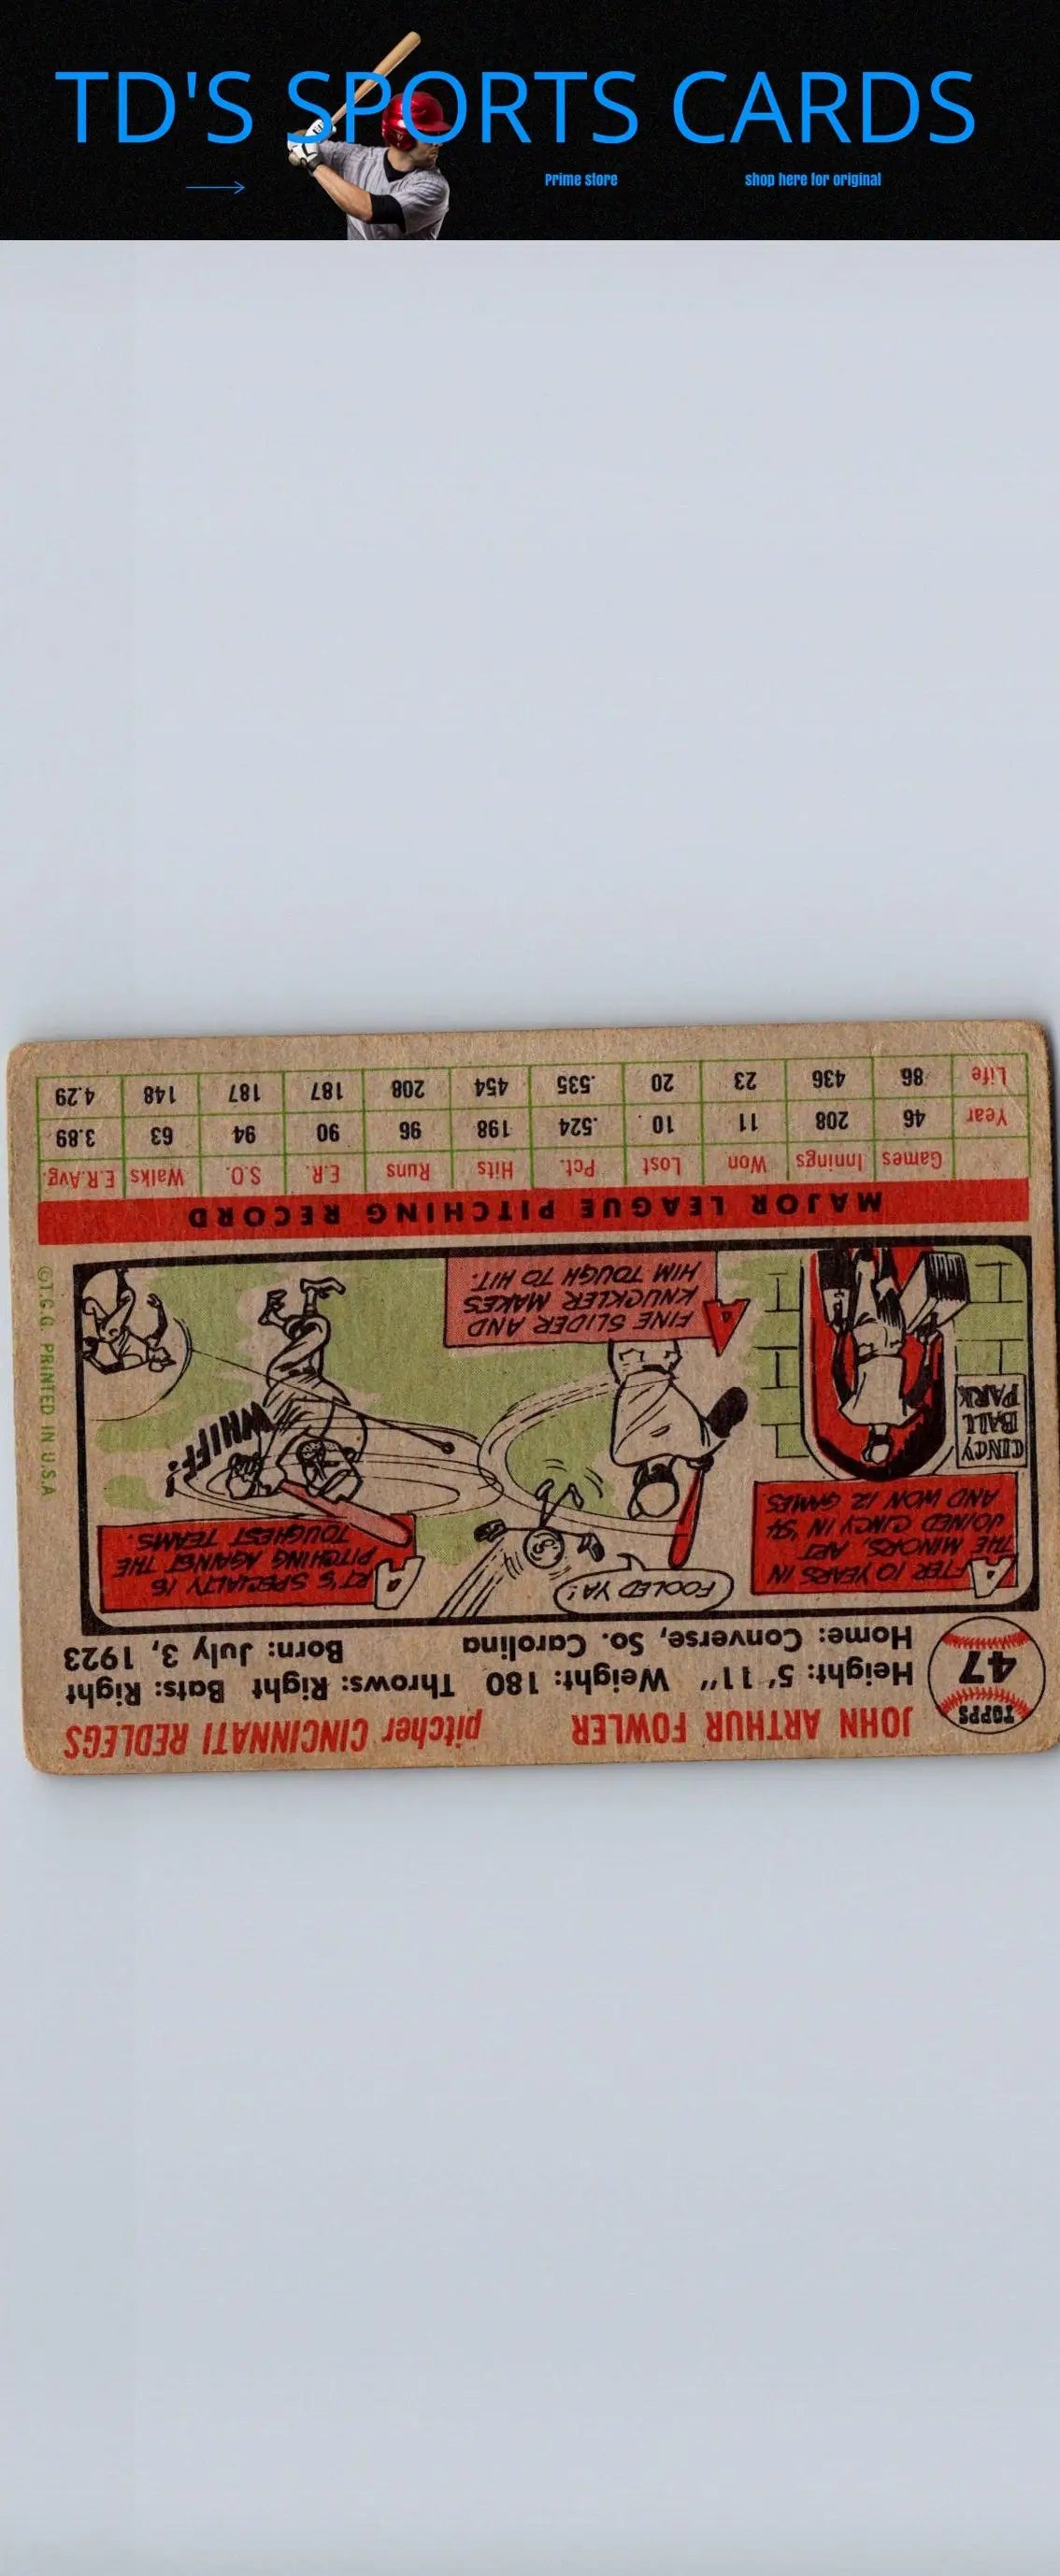 TD'S SPORTS CARDS
Prime store
shop here for original
TOPPS
47
JOHN ARTHUR FOWLER pitcher CINCINNATI REDLEGS
Height: 5' 11" Weight: 180 Throws: Right Bats: Right
Home: Converse, So. Carolina Born: July 3, 1923
AFTER 10 YEARS IN
THE MINORS, ART
JOINED CINCY IN '54
AND WON 12 GAMES
CINCY
BALL
PARK
FOOLED YA!
S
A FINE SLIDER AND
KNUCKLER MAKES
HIM TOUGH TO HIT.
ART'S SPECIALTY IS
PITCHING AGAINST THE
TOUGHEST TEAMS.
WHIFF!
©T.C.G. PRINTED IN U.S.A
MAJOR LEAGUE PITCHING RECORD
Games Innings Won Lost Pct. Hits Runs E.R. S.O. Walks E.R.Avg.
Year 46 208 11 10 .524 198 96 90 94 63 3.89
Life 86 436 23 20 .535 454 208 187 187 148 4.29